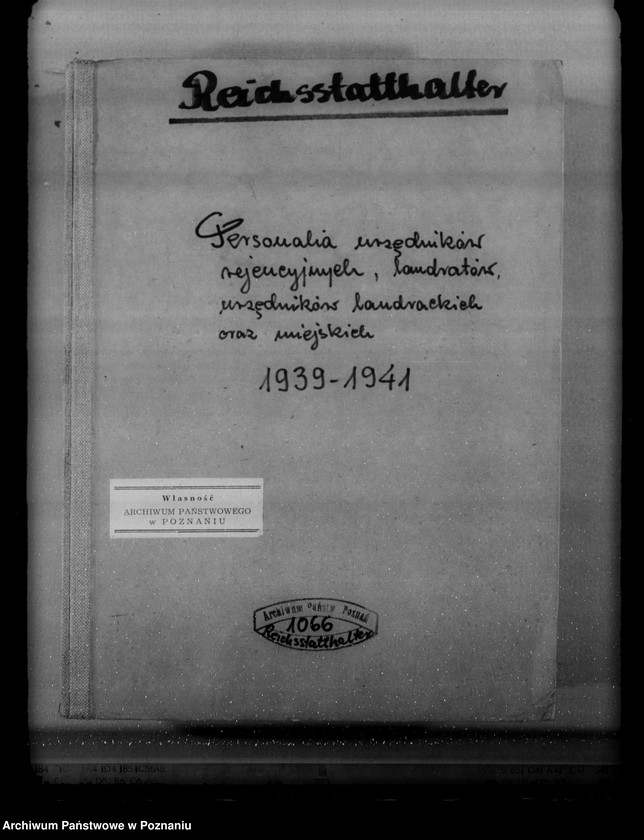 Reichsstatthalter
Personalia urzędników
rejencyjnych, landratów,
urzędników landrackich
oraz miejskich
1939-1941
Własność
ARCHIWUM PAŃSTWOWEGO
w POZNANIU
Archiwum Państw Poznań
1066
Reichsstatthalter
Archiwum Państwowe w Poznaniu